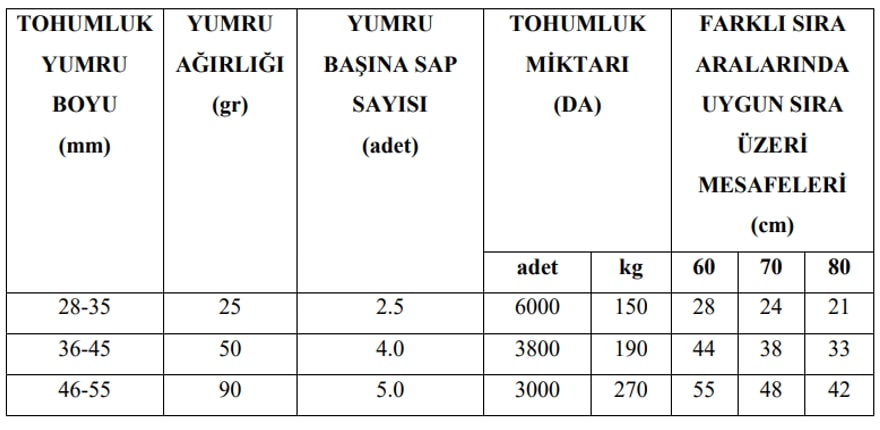 TOHUMLUK YUMRU BOYU (mm) YUMRU AĞIRLIĞI (gr) YUMRU BAŞINA SAP SAYISI (adet) TOHUMLUK MİKTARI (DA) FARKLI SIRA ARALARINDA UYGUN SIRA ÜZERİ MESAFELERİ (cm)
adet kg 60 70 80
28-35 25 2.5 6000 150 28 24 21
36-45 50 4.0 3800 190 44 38 33
46-55 90 5.0 3000 270 55 48 42